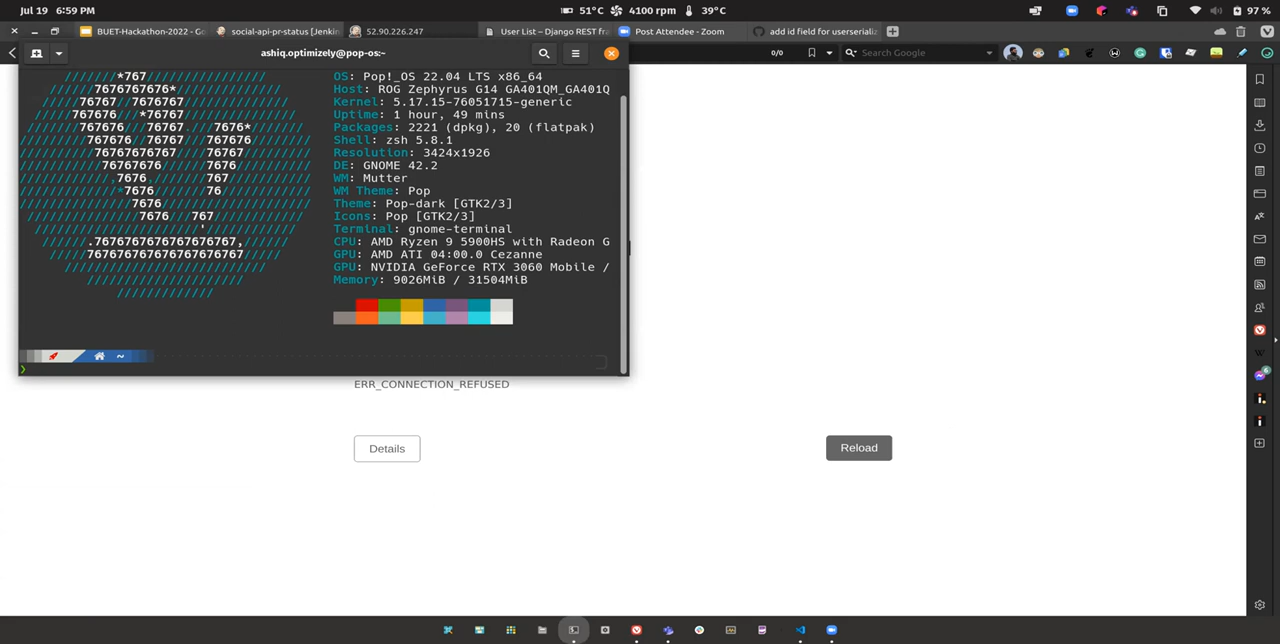 Jul 19 6:59 PM
51°C 4100 rpm 39°C
97 %
BUET-Hackathon-2022 - Go
social-api-pr-status [Jenkin
52.90.226.247
User List – Django REST fra
Post Attendee - Zoom
add id field for userserializ
ashiq.optimizely@pop-os:~
0/0
Search Google
OS: Pop!_OS 22.04 LTS x86_64
Host: ROG Zephyrus G14 GA401QM_GA401Q
Kernel: 5.17.15-76051715-generic
Uptime: 1 hour, 49 mins
Packages: 2221 (dpkg), 20 (flatpak)
Shell: zsh 5.8.1
Resolution: 3424x1926
DE: GNOME 42.2
WM: Mutter
WM Theme: Pop
Theme: Pop-dark [GTK2/3]
Icons: Pop [GTK2/3]
Terminal: gnome-terminal
CPU: AMD Ryzen 9 5900HS with Radeon G
GPU: AMD ATI 04:00.0 Cezanne
GPU: NVIDIA GeForce RTX 3060 Mobile /
Memory: 9026MiB / 31504MiB
~
❯
ERR_CONNECTION_REFUSED
Details
Reload